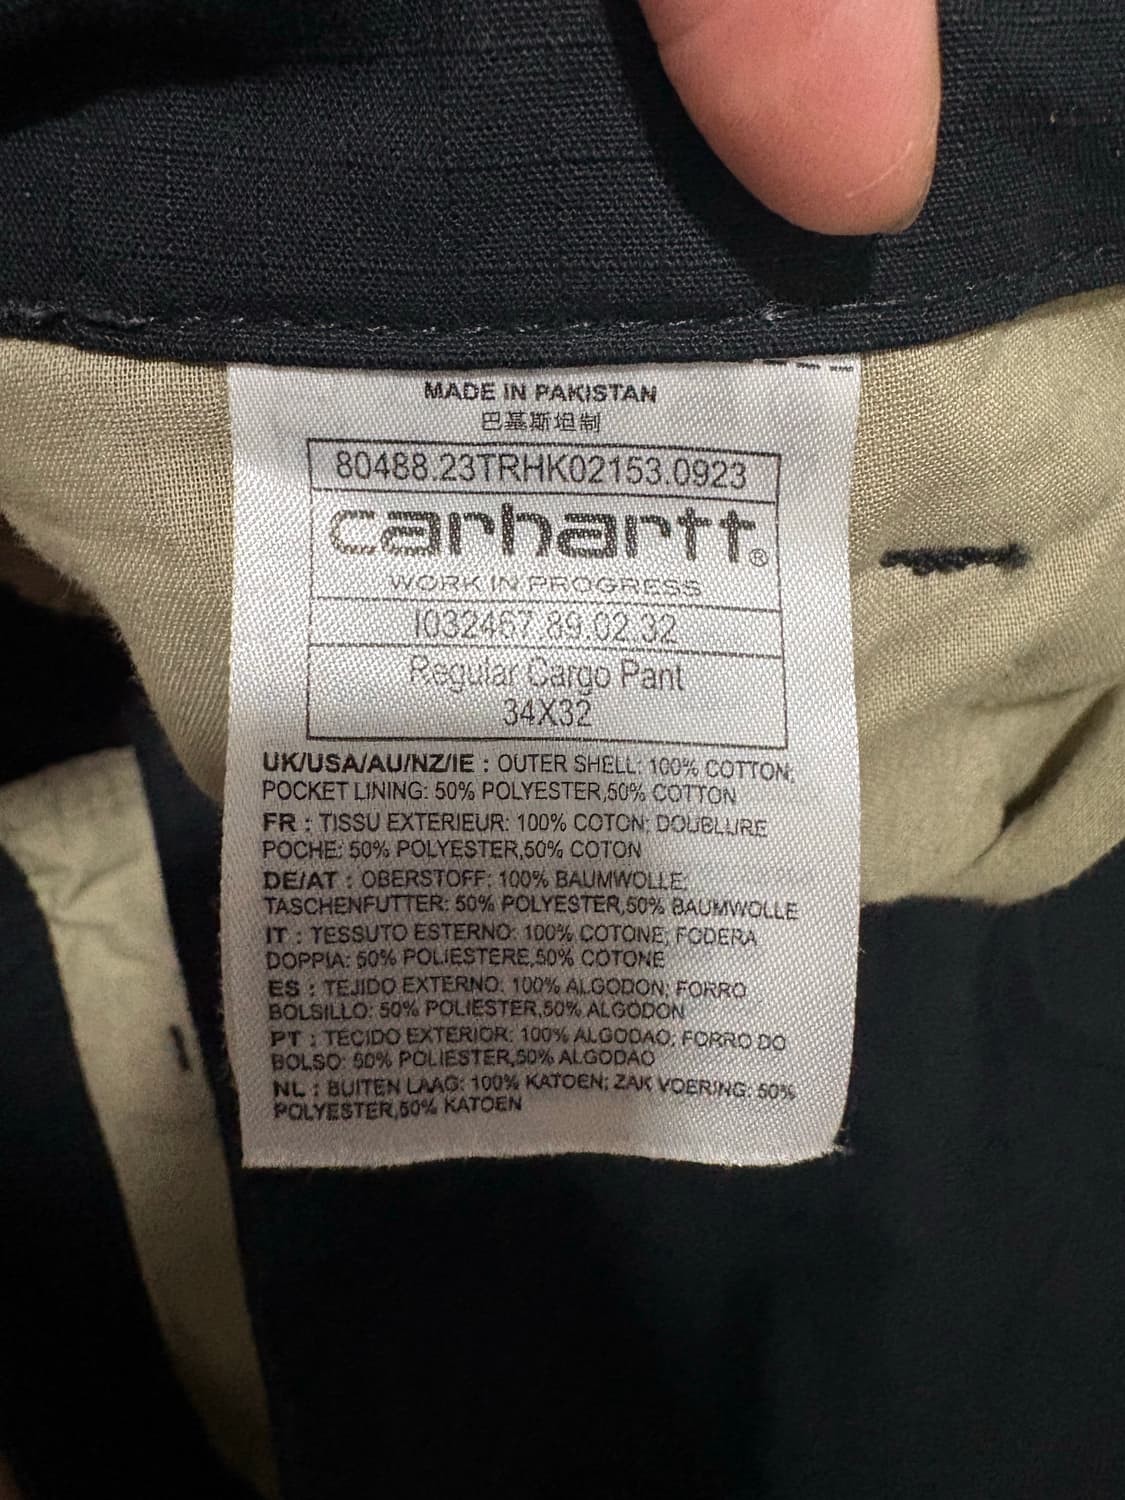 MADE IN PAKISTAN
巴基斯坦制
80488.23TRHK02153.0923
carhartt®
WORK IN PROGRESS
I032467.89.02.32
Regular Cargo Pant
34X32
UK/USA/AU/NZ/IE : OUTER SHELL: 100% COTTON;
POCKET LINING: 50% POLYESTER,50% COTTON
FR : TISSU EXTERIEUR: 100% COTON; DOUBLURE
POCHE: 50% POLYESTER,50% COTON
DE/AT : OBERSTOFF: 100% BAUMWOLLE;
TASCHENFUTTER: 50% POLYESTER,50% BAUMWOLLE
IT : TESSUTO ESTERNO: 100% COTONE; FODERA
DOPPIA: 50% POLIESTERE,50% COTONE
ES : TEJIDO EXTERNO: 100% ALGODON; FORRO
BOLSILLO: 50% POLIESTER,50% ALGODON
PT : TECIDO EXTERIOR: 100% ALGODAO; FORRO DO
BOLSO: 50% POLIESTER,50% ALGODAO
NL : BUITEN LAAG: 100% KATOEN; ZAK VOERING: 50%
POLYESTER,50% KATOEN